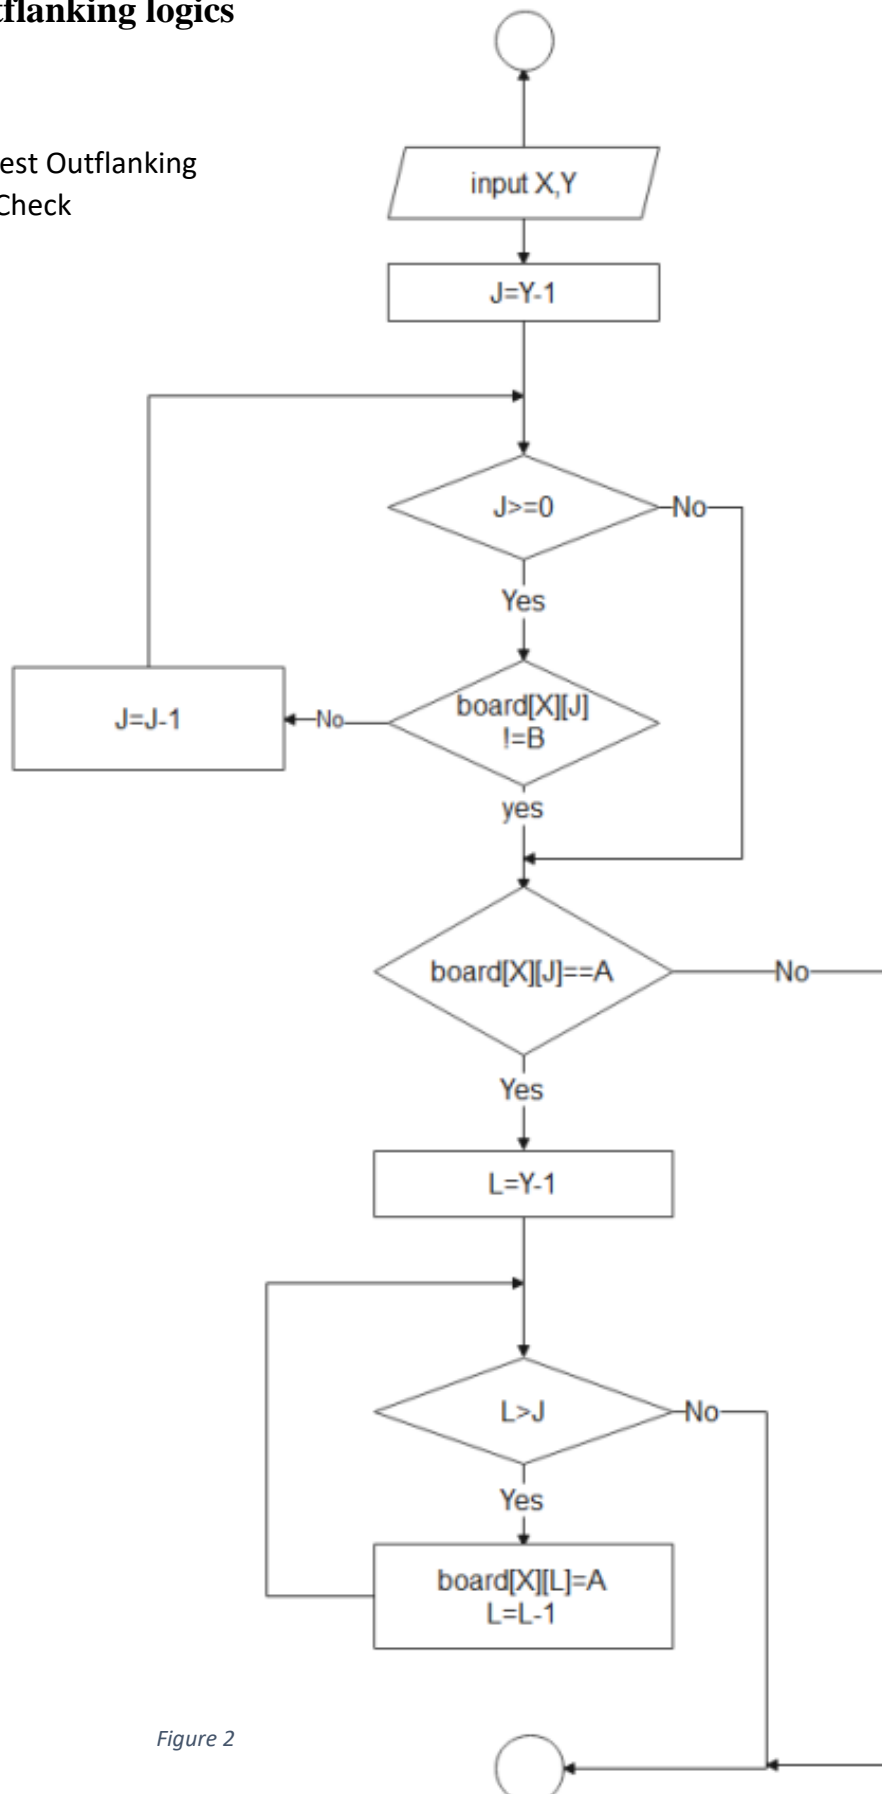 tflanking logics
est Outflanking
Check
input X,Y
J=Y-1
J>=0
No
Yes
board[X][J]
!=B
No
J=J-1
yes
board[X][J]==A
No
Yes
L=Y-1
L>J
No
Yes
board[X][L]=A
L=L-1
Figure 2